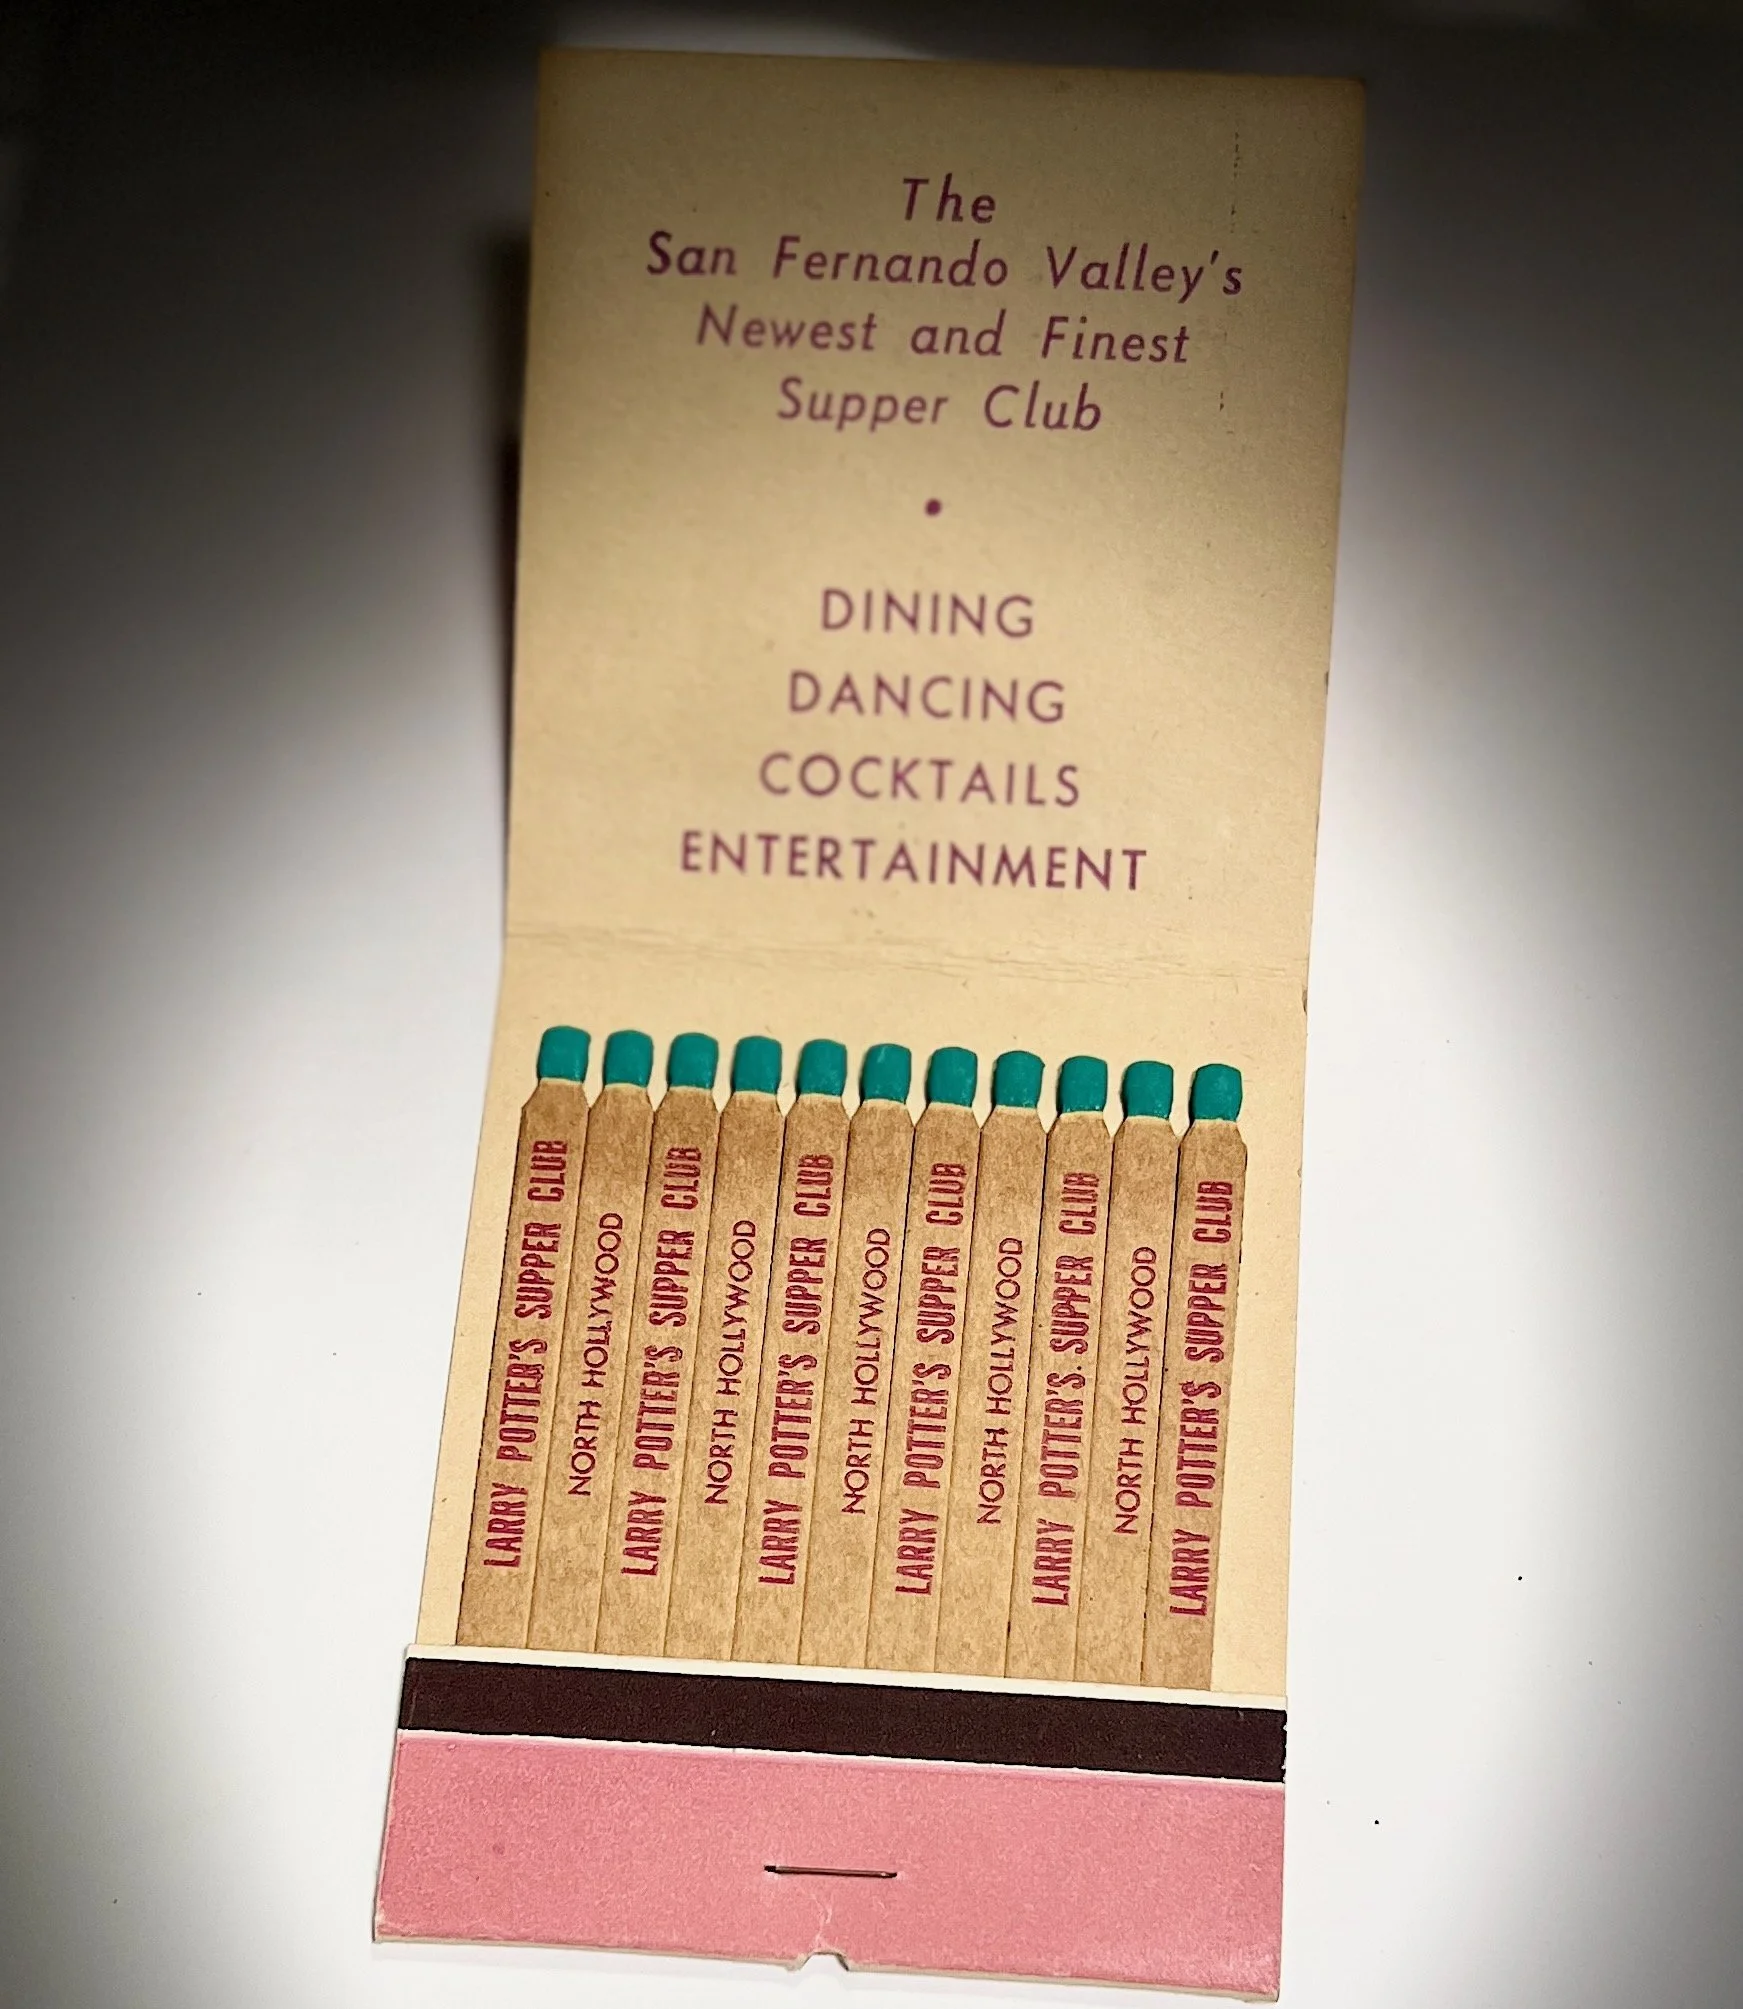 The
San Fernando Valley's
Newest and Finest
Supper Club
•
DINING
DANCING
COCKTAILS
ENTERTAINMENT
LARRY POTTER'S SUPPER CLUB
NORTH HOLLYWOOD
LARRY POTTER'S SUPPER CLUB
NORTH HOLLYWOOD
LARRY POTTER'S SUPPER CLUB
NORTH HOLLYWOOD
LARRY POTTER'S SUPPER CLUB
NORTH HOLLYWOOD
LARRY POTTER'S SUPPER CLUB
NORTH HOLLYWOOD
LARRY POTTER'S SUPPER CLUB